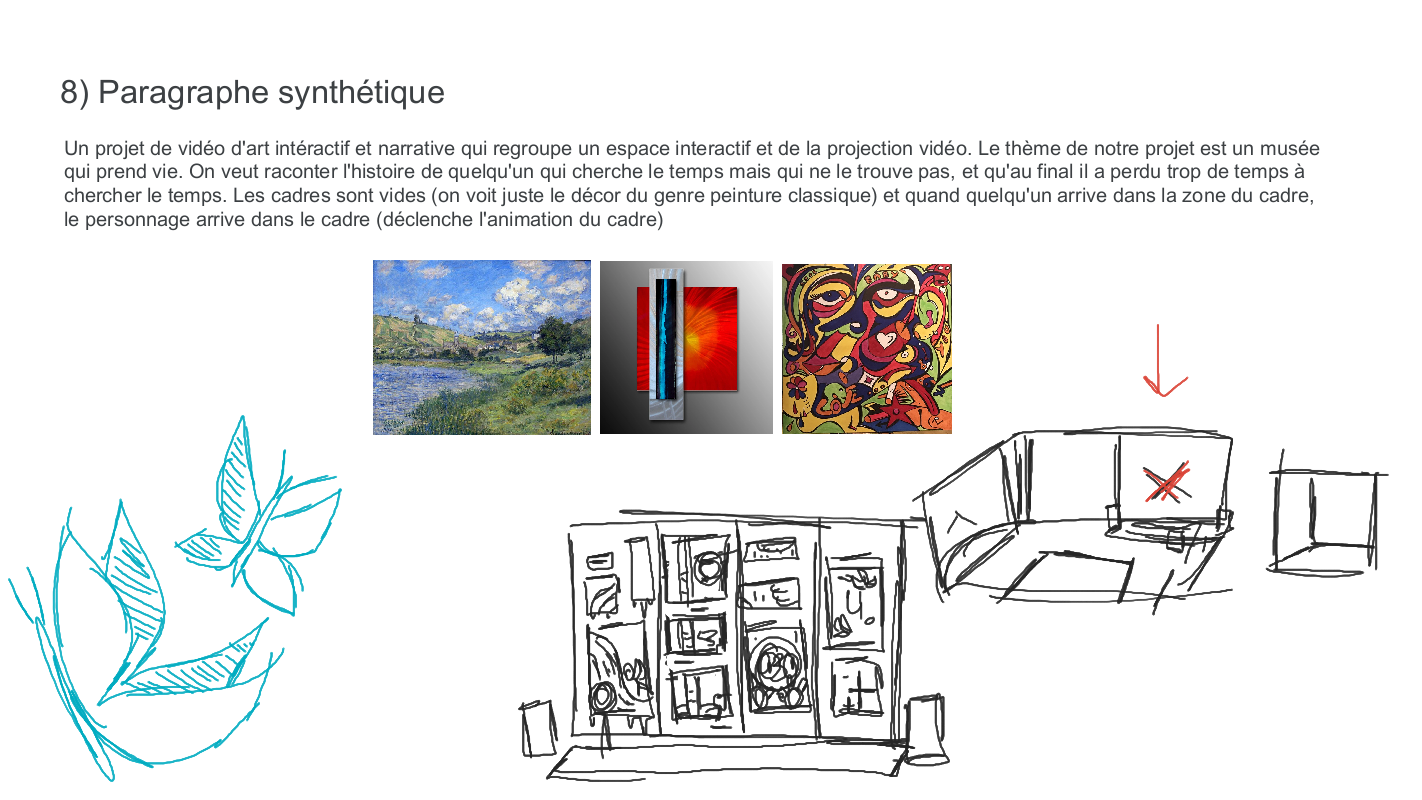 8) Paragraphe synthétique
Un projet de vidéo d'art intéractif et narrative qui regroupe un espace interactif et de la projection vidéo. Le thème de notre projet est un musée
qui prend vie. On veut raconter l'histoire de quelqu'un qui cherche le temps mais qui ne le trouve pas, et qu'au final il a perdu trop de temps à
chercher le temps. Les cadres sont vides (on voit juste le décor du genre peinture classique) et quand quelqu'un arrive dans la zone du cadre,
le personnage arrive dans le cadre (déclenche l'animation du cadre)